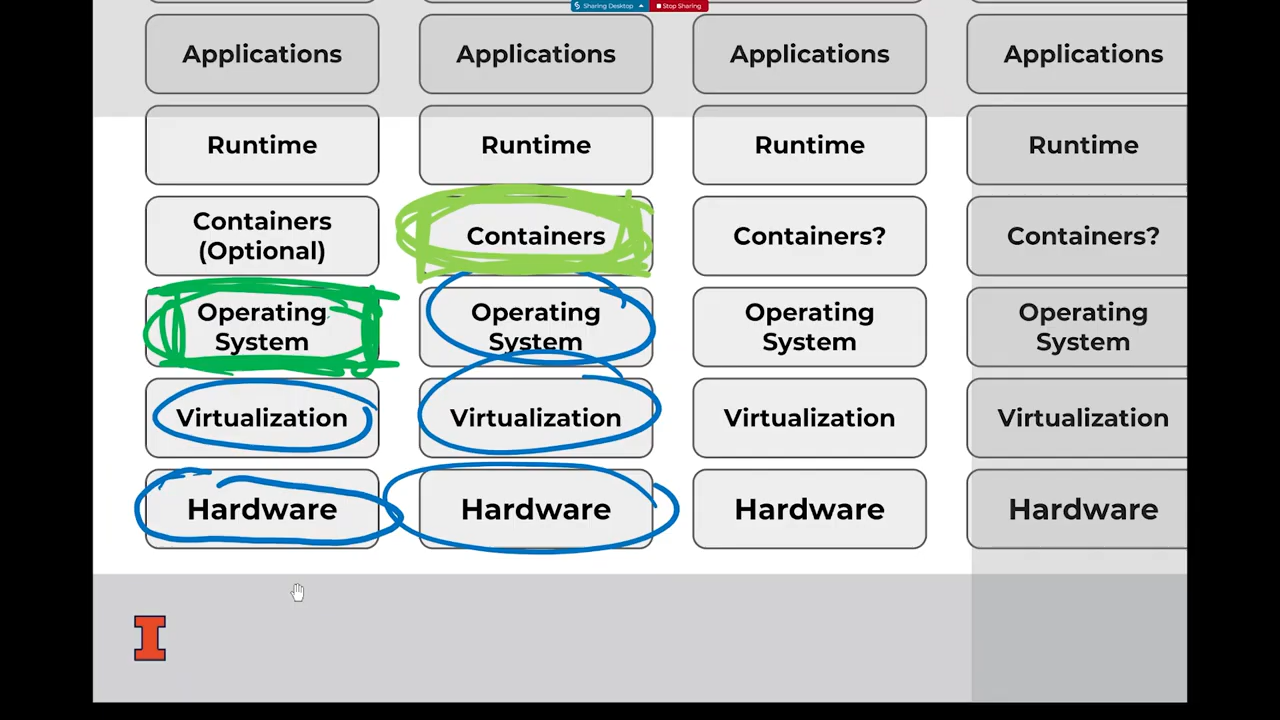 Sharing Desktop Stop Sharing
Applications Applications Applications Applications
Runtime Runtime Runtime Runtime
Containers
(Optional)
Containers
Containers?
Containers?
Operating
System
Operating
System
Operating
System
Operating
System
Virtualization Virtualization Virtualization Virtualization
Hardware Hardware Hardware Hardware
I